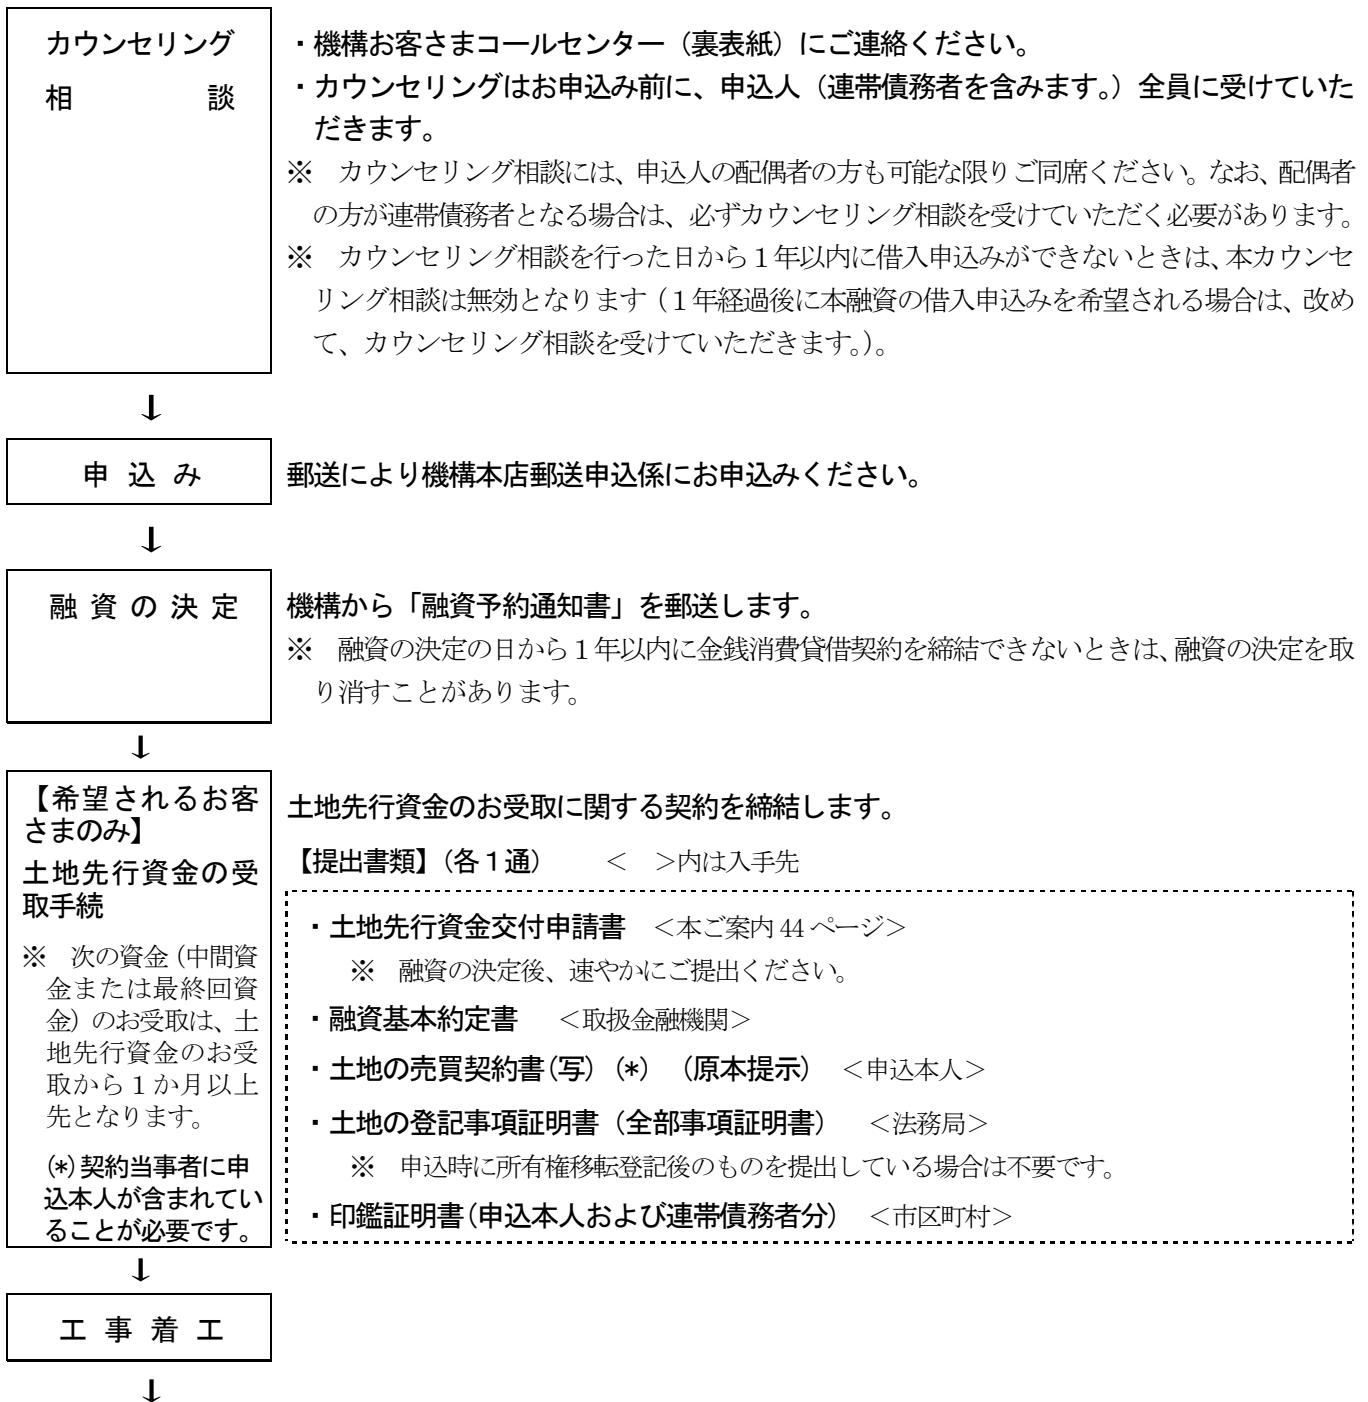 カウンセリング
相 談
・機構お客さまコールセンター（裏表紙）にご連絡ください。
・カウンセリングはお申込み前に、申込人（連帯債務者を含みます。）全員に受けていた
だきます。
※ カウンセリング相談には、申込人の配偶者の方も可能な限りご同席ください。なお、配偶者
の方が連帯債務者となる場合は、必ずカウンセリング相談を受けていただく必要があります。
※ カウンセリング相談を行った日から１年以内に借入申込みができないときは、本カウンセ
リング相談は無効となります（１年経過後に本融資の借入申込みを希望される場合は、改め
て、カウンセリング相談を受けていただきます。）。
↓
申 込 み
郵送により機構本店郵送申込係にお申込みください。
↓
融 資 の 決 定
機構から「融資予約通知書」を郵送します。
※ 融資の決定の日から１年以内に金銭消費貸借契約を締結できないときは、融資の決定を取
り消すことがあります。
↓
【希望されるお客
さまのみ】
土地先行資金の受
取手続
※ 次の資金（中間資
金または最終回資
金）のお受取は、土
地先行資金のお受
取から１か月以上
先となります。
(*)契約当事者に申
込本人が含まれてい
ることが必要です。
土地先行資金のお受取に関する契約を締結します。
【提出書類】（各１通） ＜ ＞内は入手先
・土地先行資金交付申請書 ＜本ご案内 44 ページ＞
※ 融資の決定後、速やかにご提出ください。
・融資基本約定書 ＜取扱金融機関＞
・土地の売買契約書（写）(*) （原本提示） ＜申込本人＞
・土地の登記事項証明書（全部事項証明書） ＜法務局＞
※ 申込時に所有権移転登記後のものを提出している場合は不要です。
・印鑑証明書（申込本人および連帯債務者分） ＜市区町村＞
↓
工 事 着 工
↓